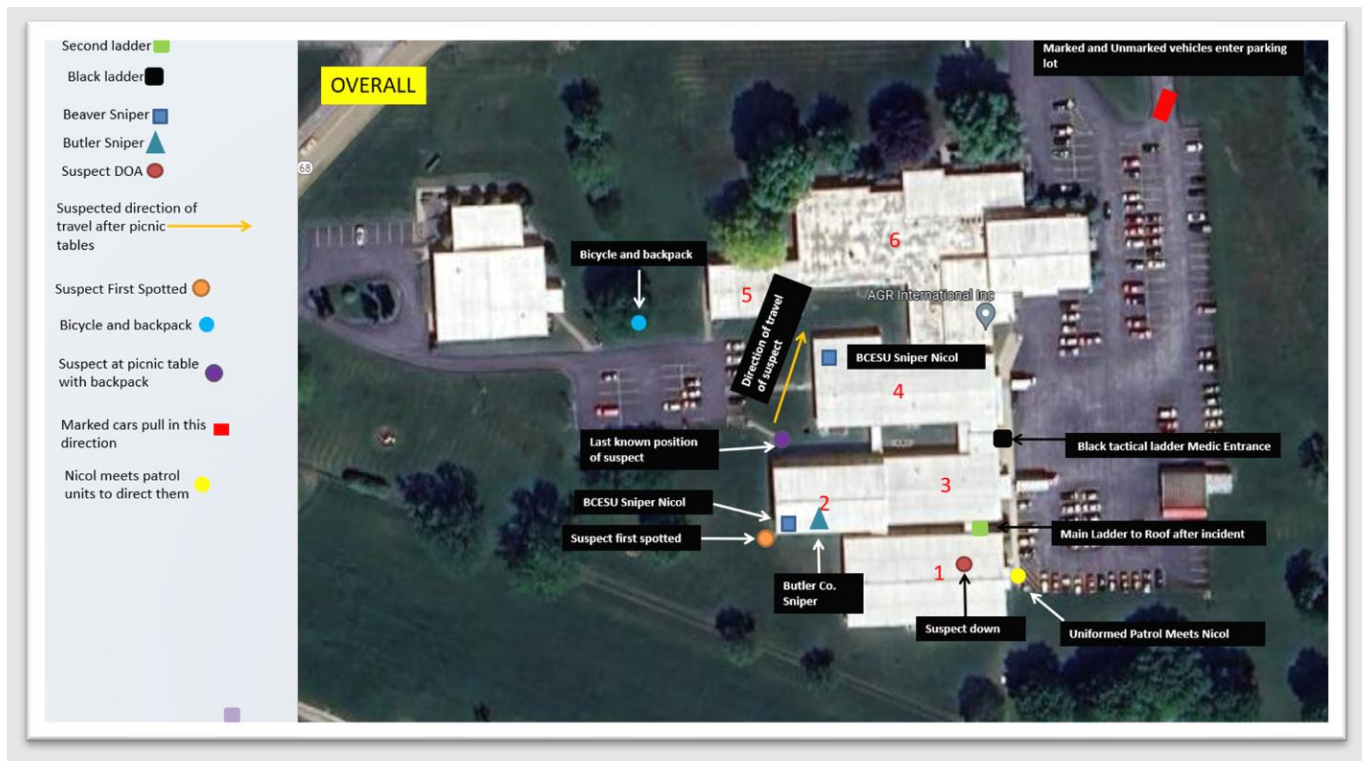 Second ladder
Black ladder
Beaver Sniper
Butler Sniper
Suspect DOA
Suspected direction of
travel after picnic
tables
Suspect First Spotted
Bicycle and backpack
Suspect at picnic table
with backpack
Marked cars pull in this
direction
Nicol meets patrol
units to direct them
OVERALL
68
Marked and Unmarked vehicles enter parking
lot
Bicycle and backpack
6
5
AGR International Inc
Direction of travel
of suspect
BCESU Sniper Nicol
4
Last known position
of suspect
Black tactical ladder Medic Entrance
3
2
BCESU Sniper Nicol
Suspect first spotted
Main Ladder to Roof after incident
1
Butler Co.
Sniper
Suspect down
Uniformed Patrol Meets Nicol